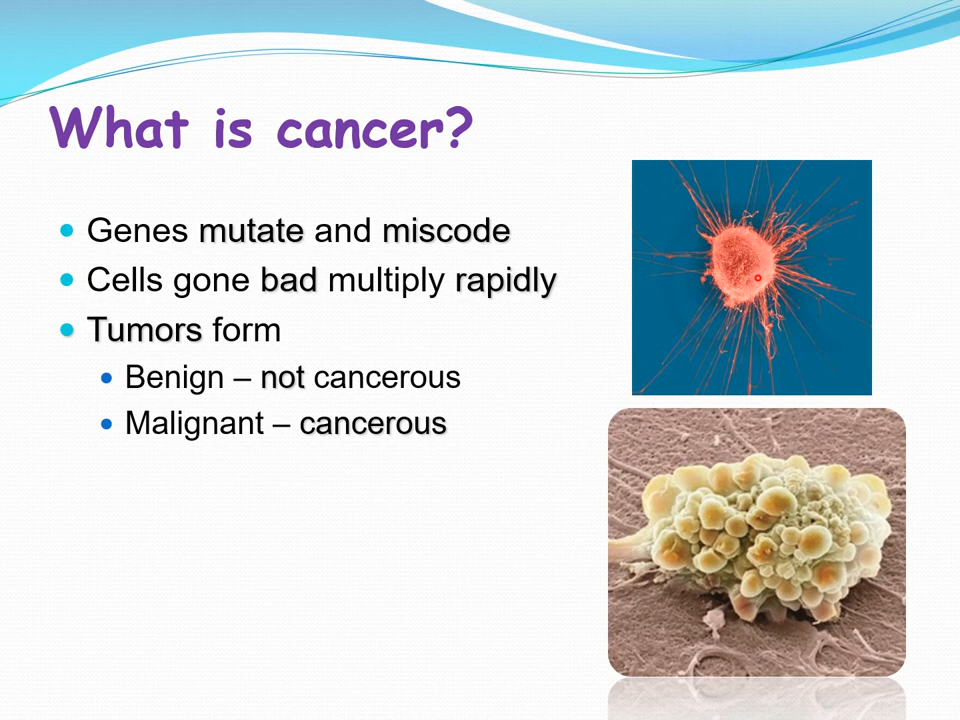 What is cancer?
Genes mutate and miscode
Cells gone bad multiply rapidly
Tumors form
Benign – not cancerous
Malignant – cancerous